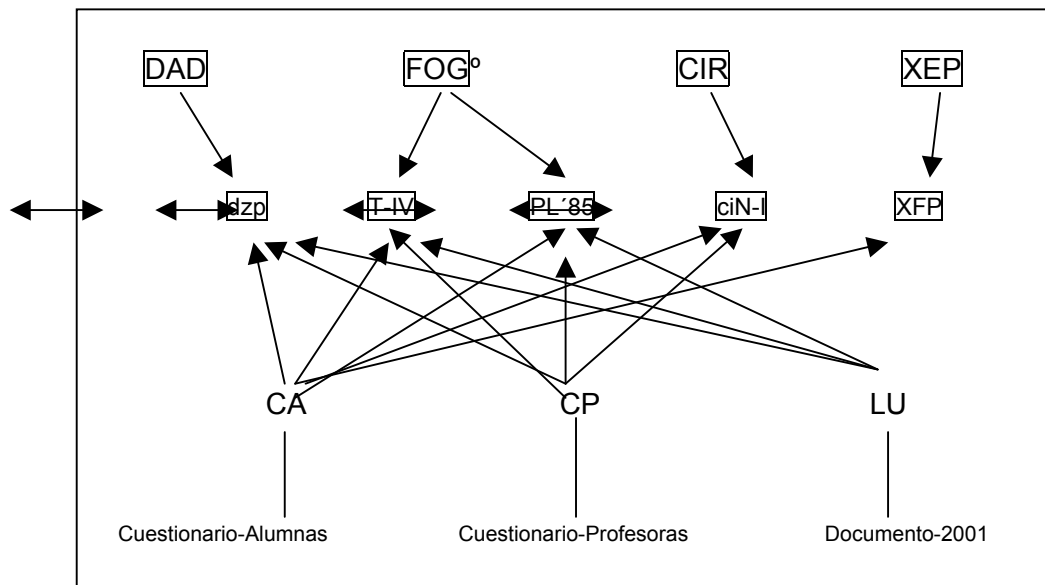 DAD FOGº CIR XEP
dzp T-IV PL´85 ciN-I XFP
CA CP LU
Cuestionario-Alumnas Cuestionario-Profesoras Documento-2001